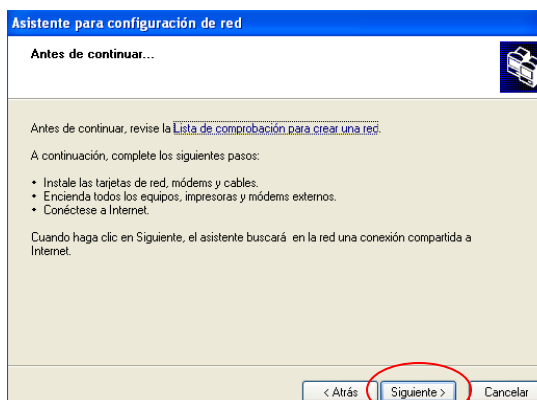 Asistente para configuración de red
Antes de continuar...
Antes de continuar, revise la Lista de comprobación para crear una red.
A continuación, complete los siguientes pasos:
• Instale las tarjetas de red, módems y cables.
• Encienda todos los equipos, impresoras y módems externos.
• Conéctese a Internet.
Cuando haga clic en Siguiente, el asistente buscará en la red una conexión compartida a
Internet.
< Atrás Siguiente > Cancelar